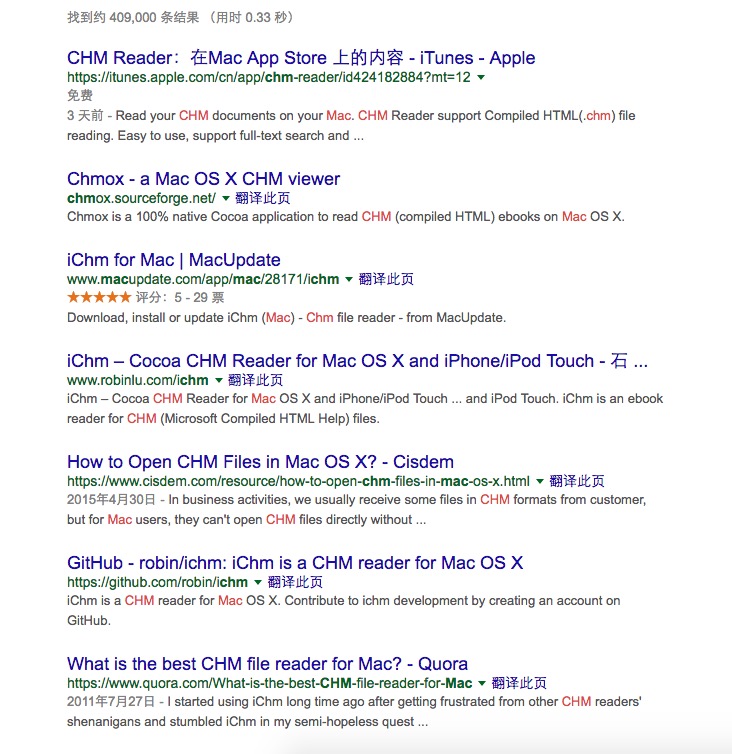 找到约 409,000 条结果 （用时 0.33 秒）
CHM Reader：在Mac App Store 上的内容 - iTunes - Apple
https://itunes.apple.com/cn/app/chm-reader/id424182884?mt=12
免费
3 天前 - Read your CHM documents on your Mac. CHM Reader support Compiled HTML(.chm) file
reading. Easy to use, support full-text search and ...
Chmox - a Mac OS X CHM viewer
chmox.sourceforge.net/ 翻译此页
Chmox is a 100% native Cocoa application to read CHM (compiled HTML) ebooks on Mac OS X.
iChm for Mac | MacUpdate
www.macupdate.com/app/mac/28171/ichm 翻译此页
★★★★★ 评分：5 - 29 票
Download, install or update iChm (Mac) - Chm file reader - from MacUpdate.
iChm – Cocoa CHM Reader for Mac OS X and iPhone/iPod Touch - 石 ...
www.robinlu.com/ichm 翻译此页
iChm – Cocoa CHM Reader for Mac OS X and iPhone/iPod Touch ... and iPod Touch. iChm is an ebook
reader for CHM (Microsoft Compiled HTML Help) files.
How to Open CHM Files in Mac OS X? - Cisdem
https://www.cisdem.com/resource/how-to-open-chm-files-in-mac-os-x.html 翻译此页
2015年4月30日 - In business activities, we usually receive some files in CHM formats from customer,
but for Mac users, they can't open CHM files directly without ...
GitHub - robin/ichm: iChm is a CHM reader for Mac OS X
https://github.com/robin/ichm 翻译此页
iChm is a CHM reader for Mac OS X. Contribute to ichm development by creating an account on
GitHub.
What is the best CHM file reader for Mac? - Quora
https://www.quora.com/What-is-the-best-CHM-file-reader-for-Mac 翻译此页
2011年7月27日 - I started using iChm long time ago after getting frustrated from other CHM readers'
shenanigans and stumbled iChm in my semi-hopeless quest ...